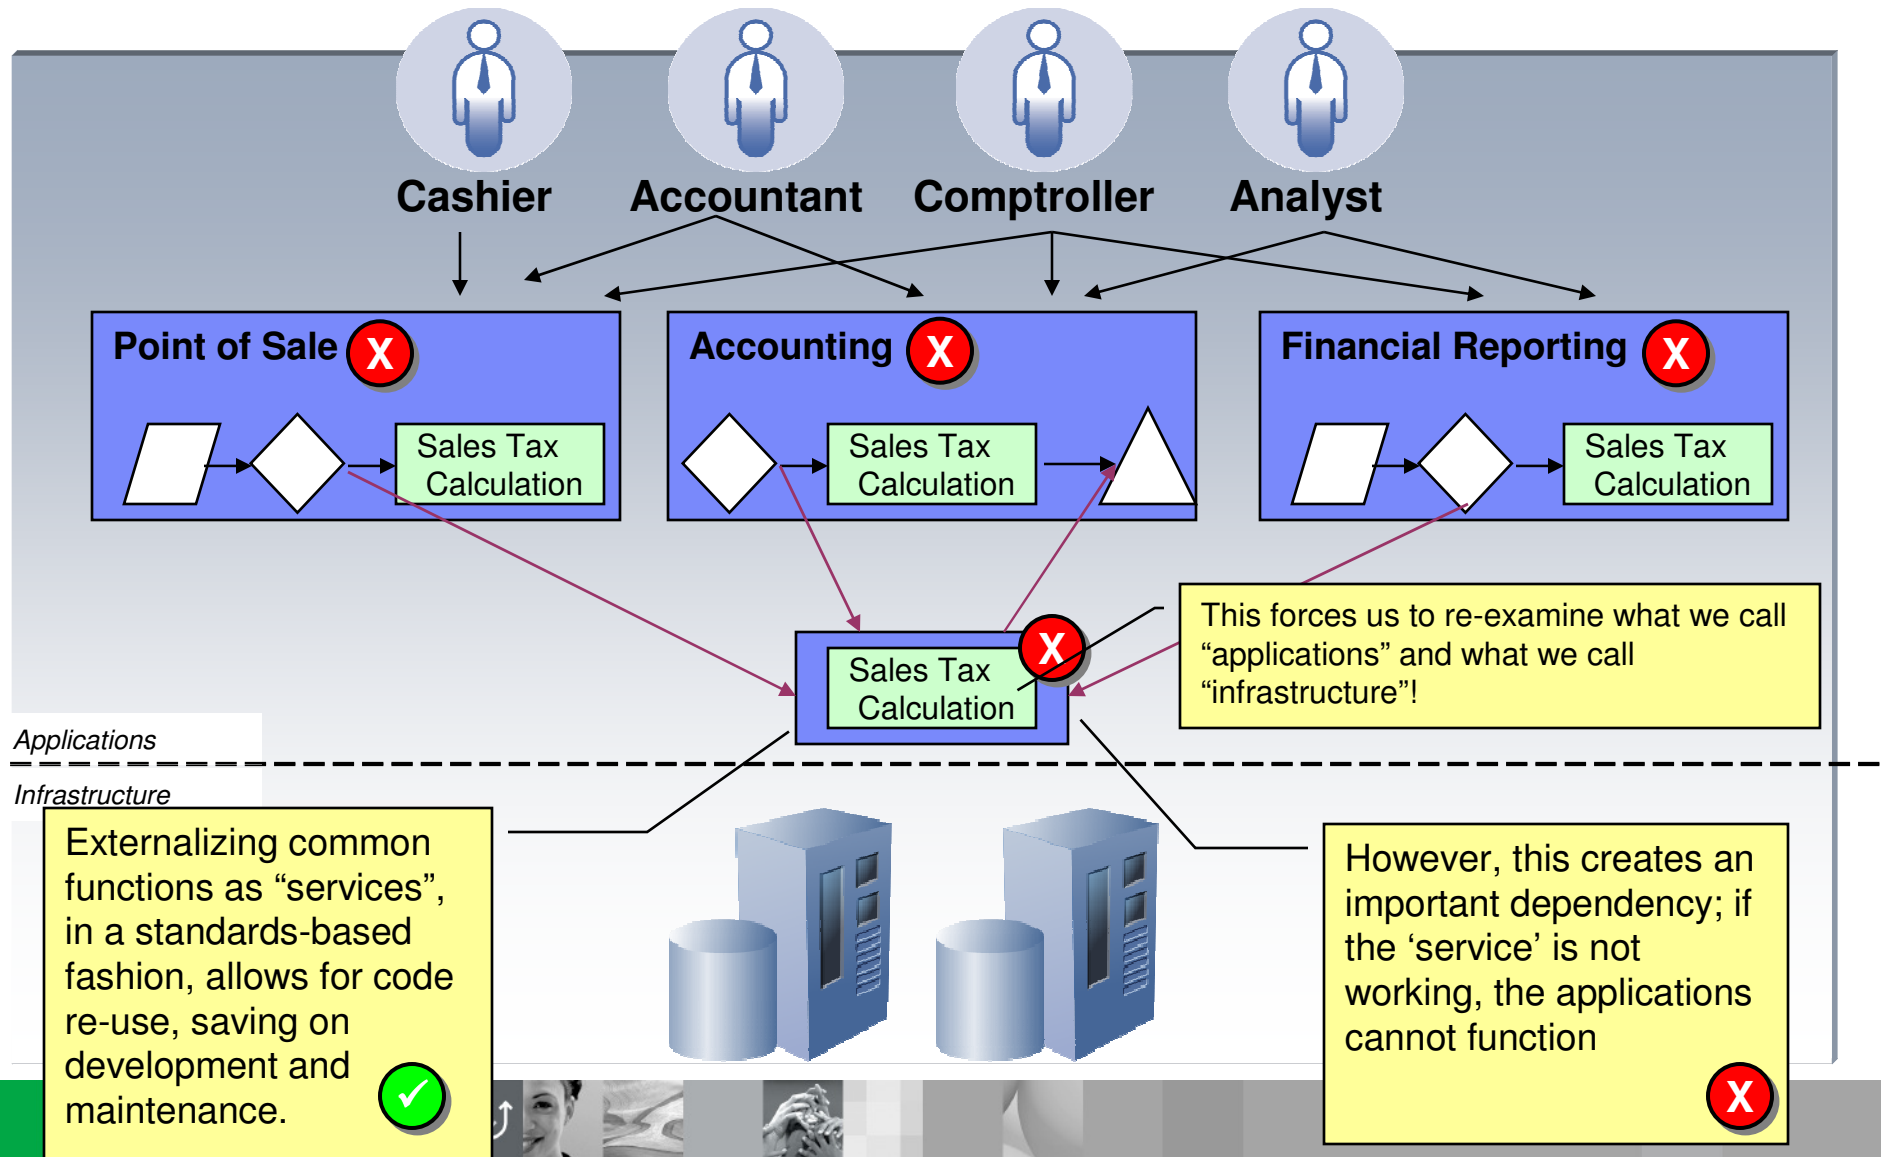 Cashier
Accountant
Comptroller
Analyst
Point of Sale
X
Accounting
X
Financial Reporting
X
Sales Tax
Calculation
Sales Tax
Calculation
Sales Tax
Calculation
This forces us to re-examine what we call
“applications” and what we call
“infrastructure”!
X
Sales Tax
Calculation
Applications
Infrastructure
Externalizing common
functions as “services”,
in a standards-based
fashion, allows for code
re-use, saving on
development and
maintenance.
However, this creates an
important dependency; if
the ‘service’ is not
working, the applications
cannot function
X